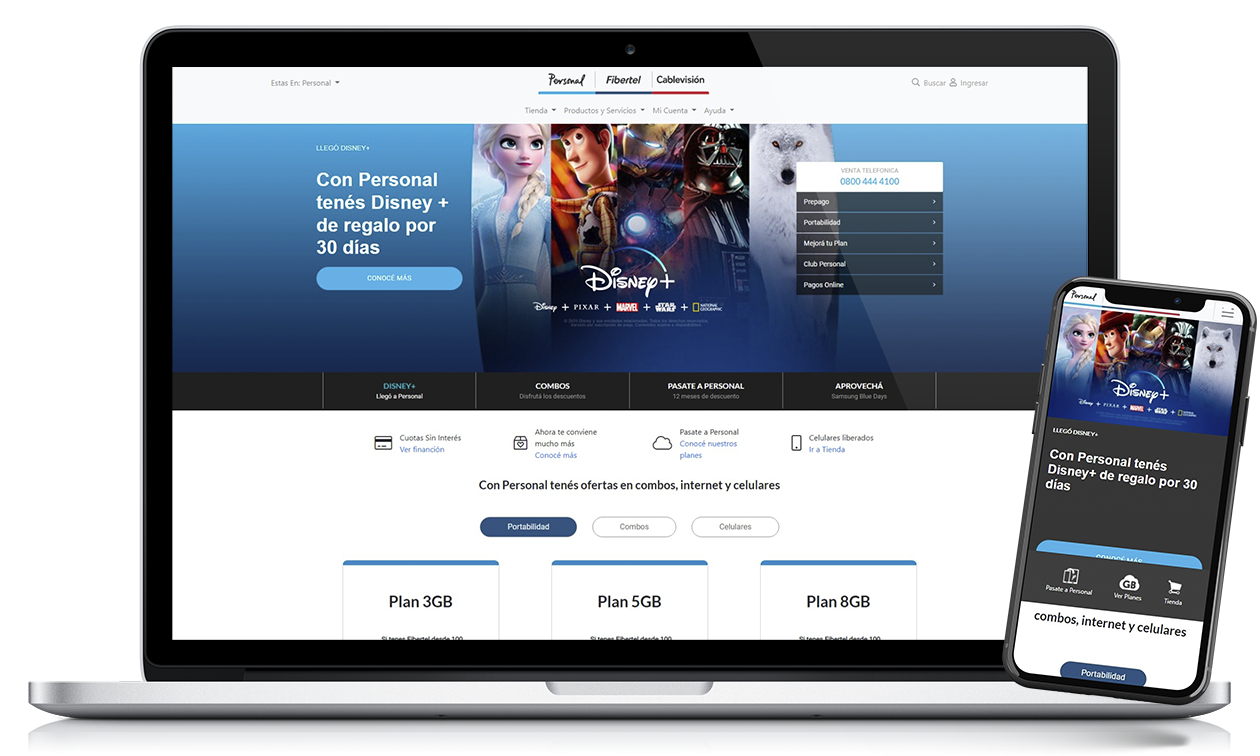 Estas En: Personal
Personal Fibertel Cablevisión
Buscar Ingresar
Tienda Productos y Servicios Mi Cuenta Ayuda
LLEGÓ DISNEY+
Con Personal
tenés Disney +
de regalo por
30 días
CONOCÉ MÁS
Disney+
Disney + PIXAR + MARVEL + STAR WARS + NATIONAL GEOGRAPHIC
VENTA TELEFONICA
0800 444 4100
Prepago
Portabilidad
Mejorá tu Plan
Club Personal
Pagos Online
DISNEY+
Llegó a Personal
COMBOS
Disfrutá los descuentos
PASATE A PERSONAL
12 meses de descuento
APROVECHÁ
Samsung Blue Days
Cuotas Sin Interés
Ver financión
Ahora te conviene
mucho más
Conocé más
Pasate a Personal
Conocé nuestros
planes
Celulares liberados
Ir a Tienda
Con Personal tenés ofertas en combos, internet y celulares
Portabilidad Combos Celulares
Plan 3GB
Si tenes Fibertel desde 100
Plan 5GB
Si tenes Fibertel desde 100
Plan 8GB
Si tenes Fibertel desde 100
Personal
Disney+
Disney + PIXAR + MARVEL + STAR WARS + NATIONAL GEOGRAPHIC
LLEGÓ DISNEY+
Con Personal tenés
Disney+ de regalo por 30
días
CONOCÉ MÁS
Pasate a Personal
GB
Ver Planes
Tienda
combos, internet y celulares
Portabilidad